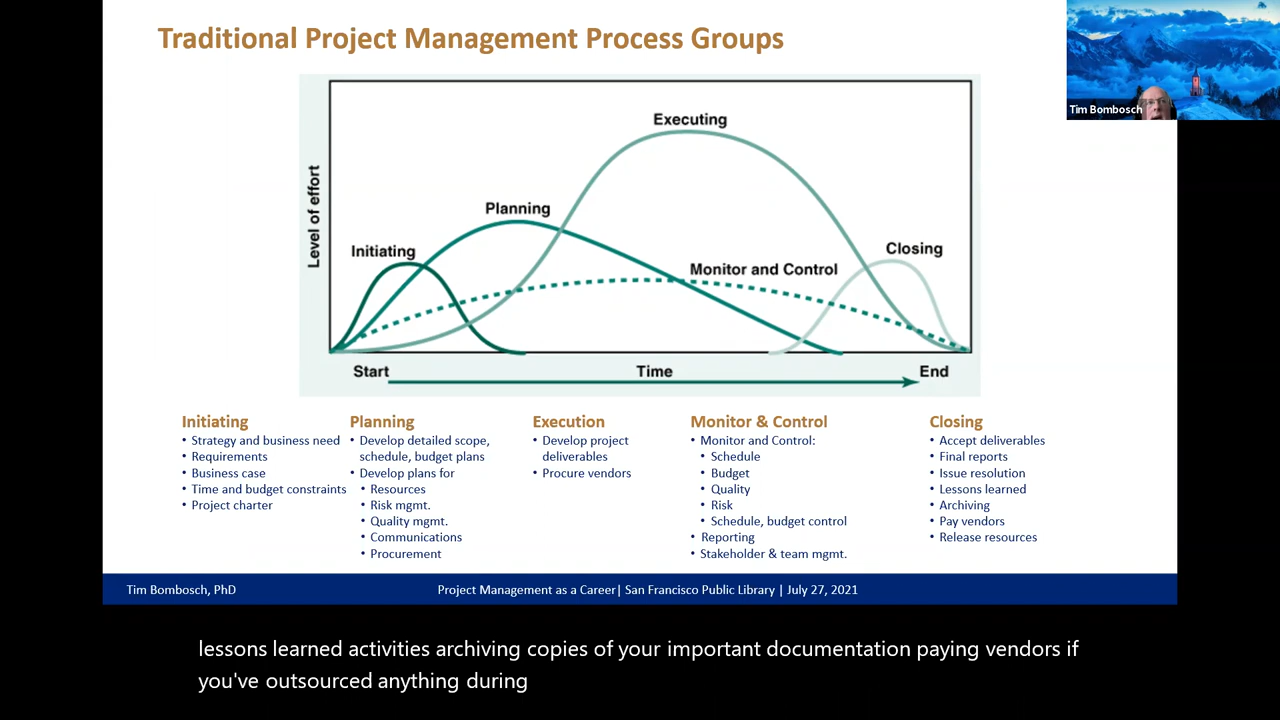 Traditional Project Management Process Groups
Tim Bombosch
Executing
Planning
Initiating
Closing
Monitor and Control
Level of effort
Start
Time
End
Initiating
• Strategy and business need
• Requirements
• Business case
• Time and budget constraints
• Project charter
Planning
• Develop detailed scope,
schedule, budget plans
• Develop plans for
• Resources
• Risk mgmt.
• Quality mgmt.
• Communications
• Procurement
Execution
• Develop project
deliverables
• Procure vendors
Monitor & Control
• Monitor and Control:
• Schedule
• Budget
• Quality
• Risk
• Schedule, budget control
• Reporting
• Stakeholder & team mgmt.
Closing
• Accept deliverables
• Final reports
• Issue resolution
• Lessons learned
• Archiving
• Pay vendors
• Release resources
Tim Bombosch, PhD
Project Management as a Career| San Francisco Public Library | July 27, 2021
lessons learned activities archiving copies of your important documentation paying vendors if
you've outsourced anything during